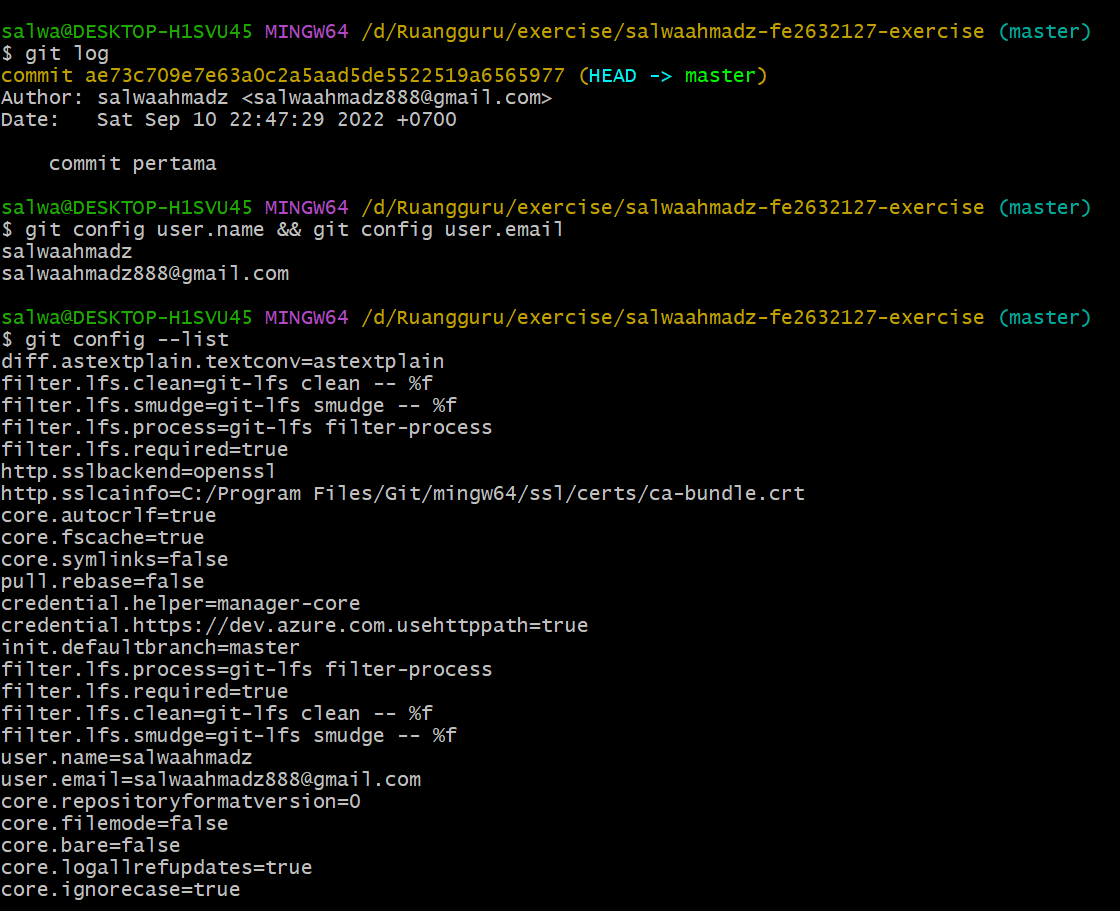 salwa@DESKTOP-H1SVU45 MINGW64 /d/Ruangguru/exercise/salwaahmadz-fe2632127-exercise (master)
$ git log
commit ae73c709e7e63a0c2a5aad5de5522519a6565977 (HEAD -> master)
Author: salwaahmadz <salwaahmadz888@gmail.com>
Date:   Sat Sep 10 22:47:29 2022 +0700
    commit pertama
salwa@DESKTOP-H1SVU45 MINGW64 /d/Ruangguru/exercise/salwaahmadz-fe2632127-exercise (master)
$ git config user.name && git config user.email
salwaahmadz
salwaahmadz888@gmail.com
salwa@DESKTOP-H1SVU45 MINGW64 /d/Ruangguru/exercise/salwaahmadz-fe2632127-exercise (master)
$ git config --list
diff.astextplain.textconv=astextplain
filter.lfs.clean=git-lfs clean -- %f
filter.lfs.smudge=git-lfs smudge -- %f
filter.lfs.process=git-lfs filter-process
filter.lfs.required=true
http.sslbackend=openssl
http.sslcainfo=C:/Program Files/Git/mingw64/ssl/certs/ca-bundle.crt
core.autocrlf=true
core.fscache=true
core.symlinks=false
pull.rebase=false
credential.helper=manager-core
credential.https://dev.azure.com.usehttppath=true
init.defaultbranch=master
filter.lfs.process=git-lfs filter-process
filter.lfs.required=true
filter.lfs.clean=git-lfs clean -- %f
filter.lfs.smudge=git-lfs smudge -- %f
user.name=salwaahmadz
user.email=salwaahmadz888@gmail.com
core.repositoryformatversion=0
core.filemode=false
core.bare=false
core.logallrefupdates=true
core.ignorecase=true